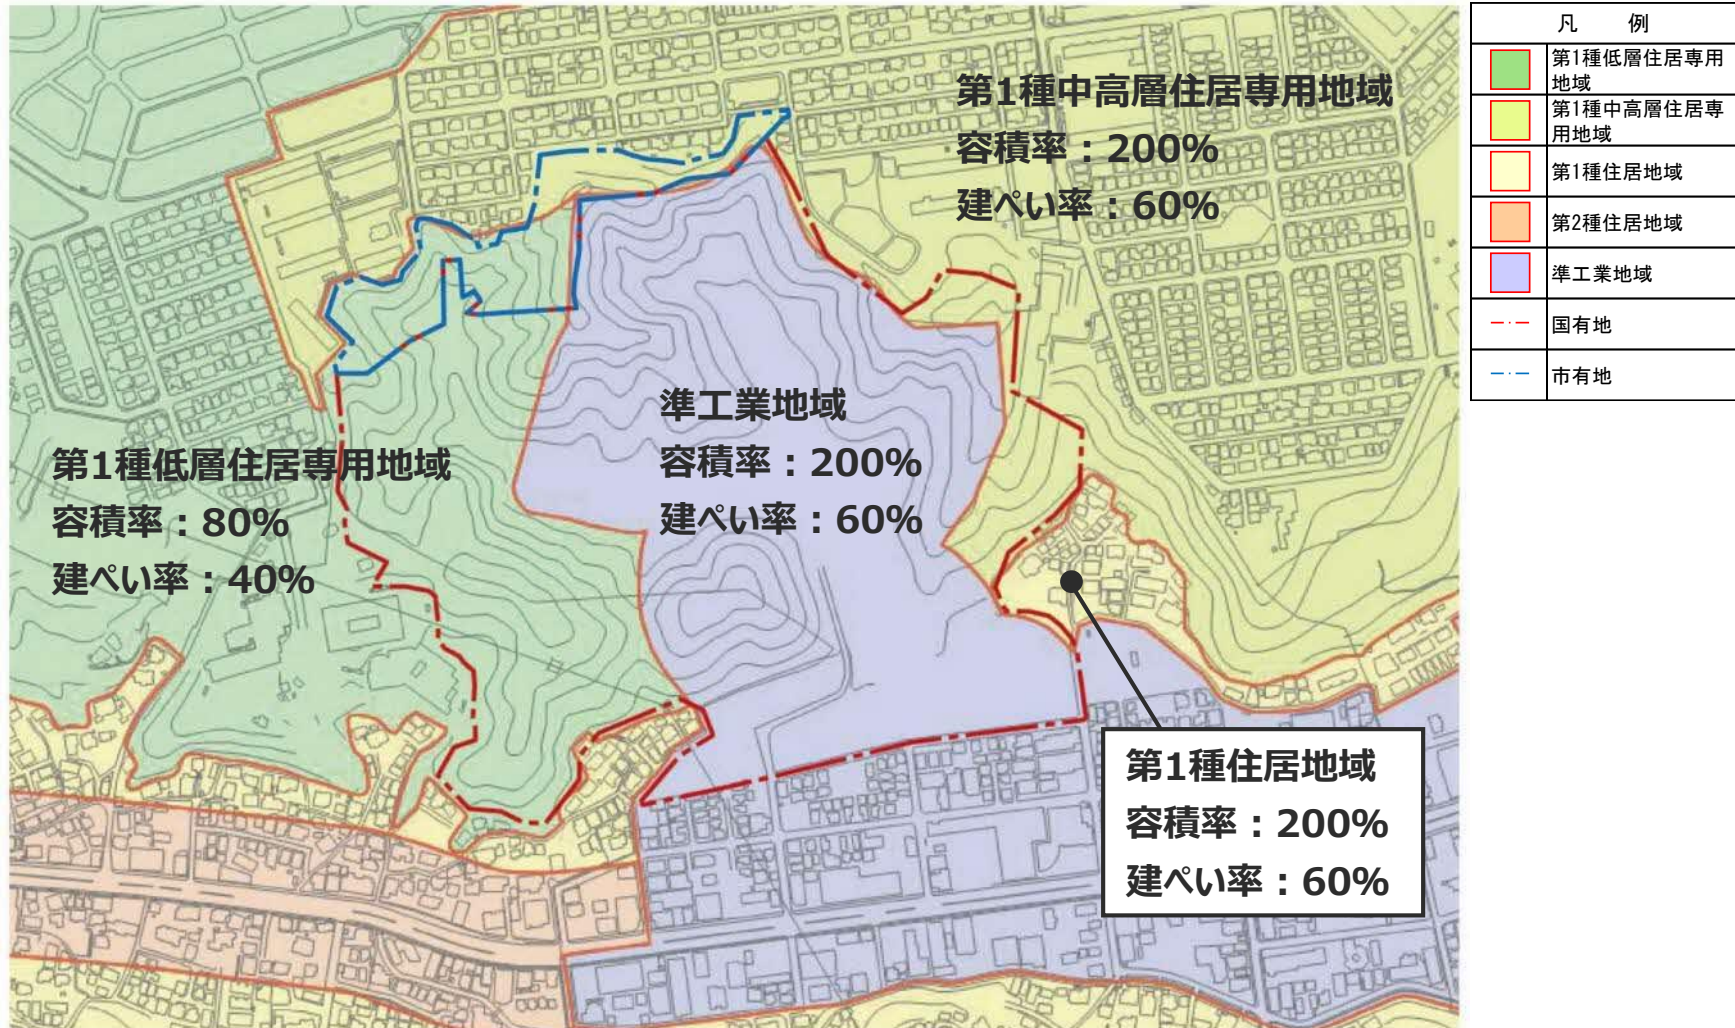 第1種中高層住居専用地域
容積率：200%
建ぺい率：60%
準工業地域
容積率：200%
建ぺい率：60%
第1種低層住居専用地域
容積率：80%
建ぺい率：40%
第1種住居地域
容積率：200%
建ぺい率：60%
凡　例
第1種低層住居専用
地域
第1種中高層住居専
用地域
第1種住居地域
第2種住居地域
準工業地域
国有地
市有地